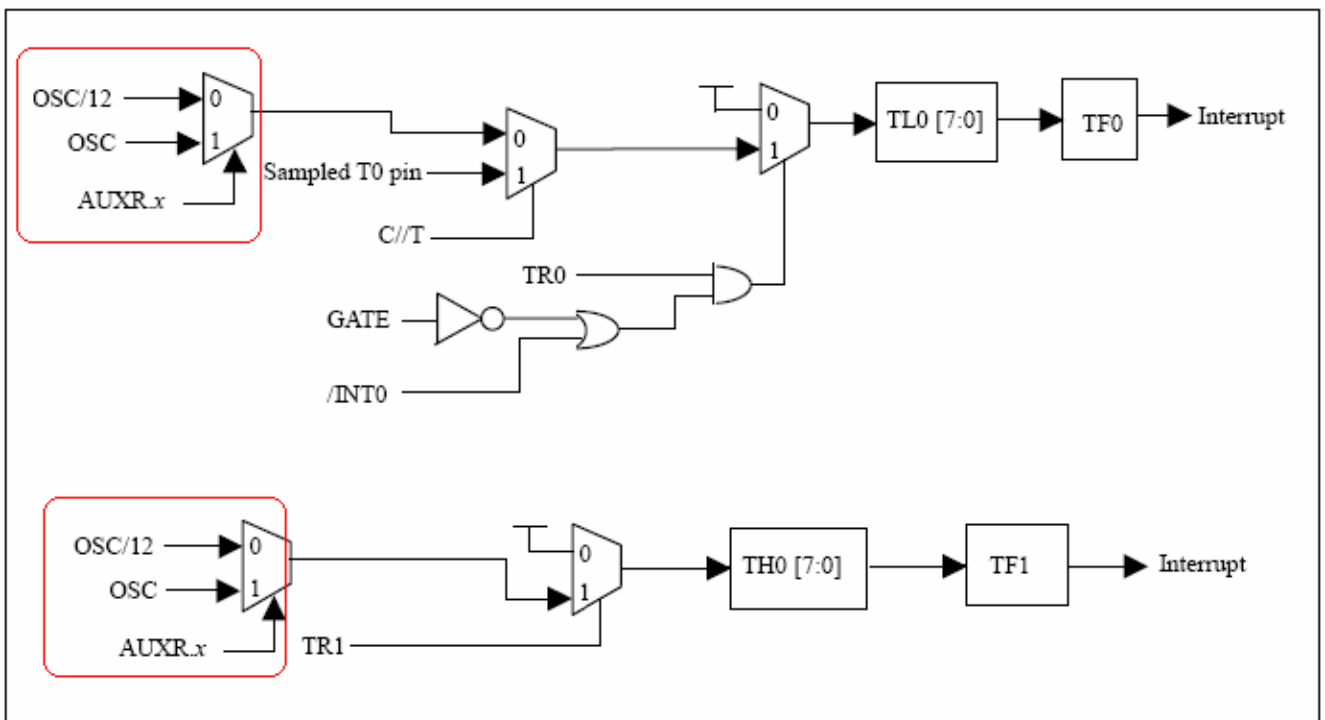 OSC/12
0
OSC
1
AUXR.x
0
Sampled T0 pin
1
C//T
0
1
TL0 [7:0]
TF0
Interrupt
TR0
GATE
/INT0
OSC/12
0
OSC
1
AUXR.x
0
1
TR1
TH0 [7:0]
TF1
Interrupt